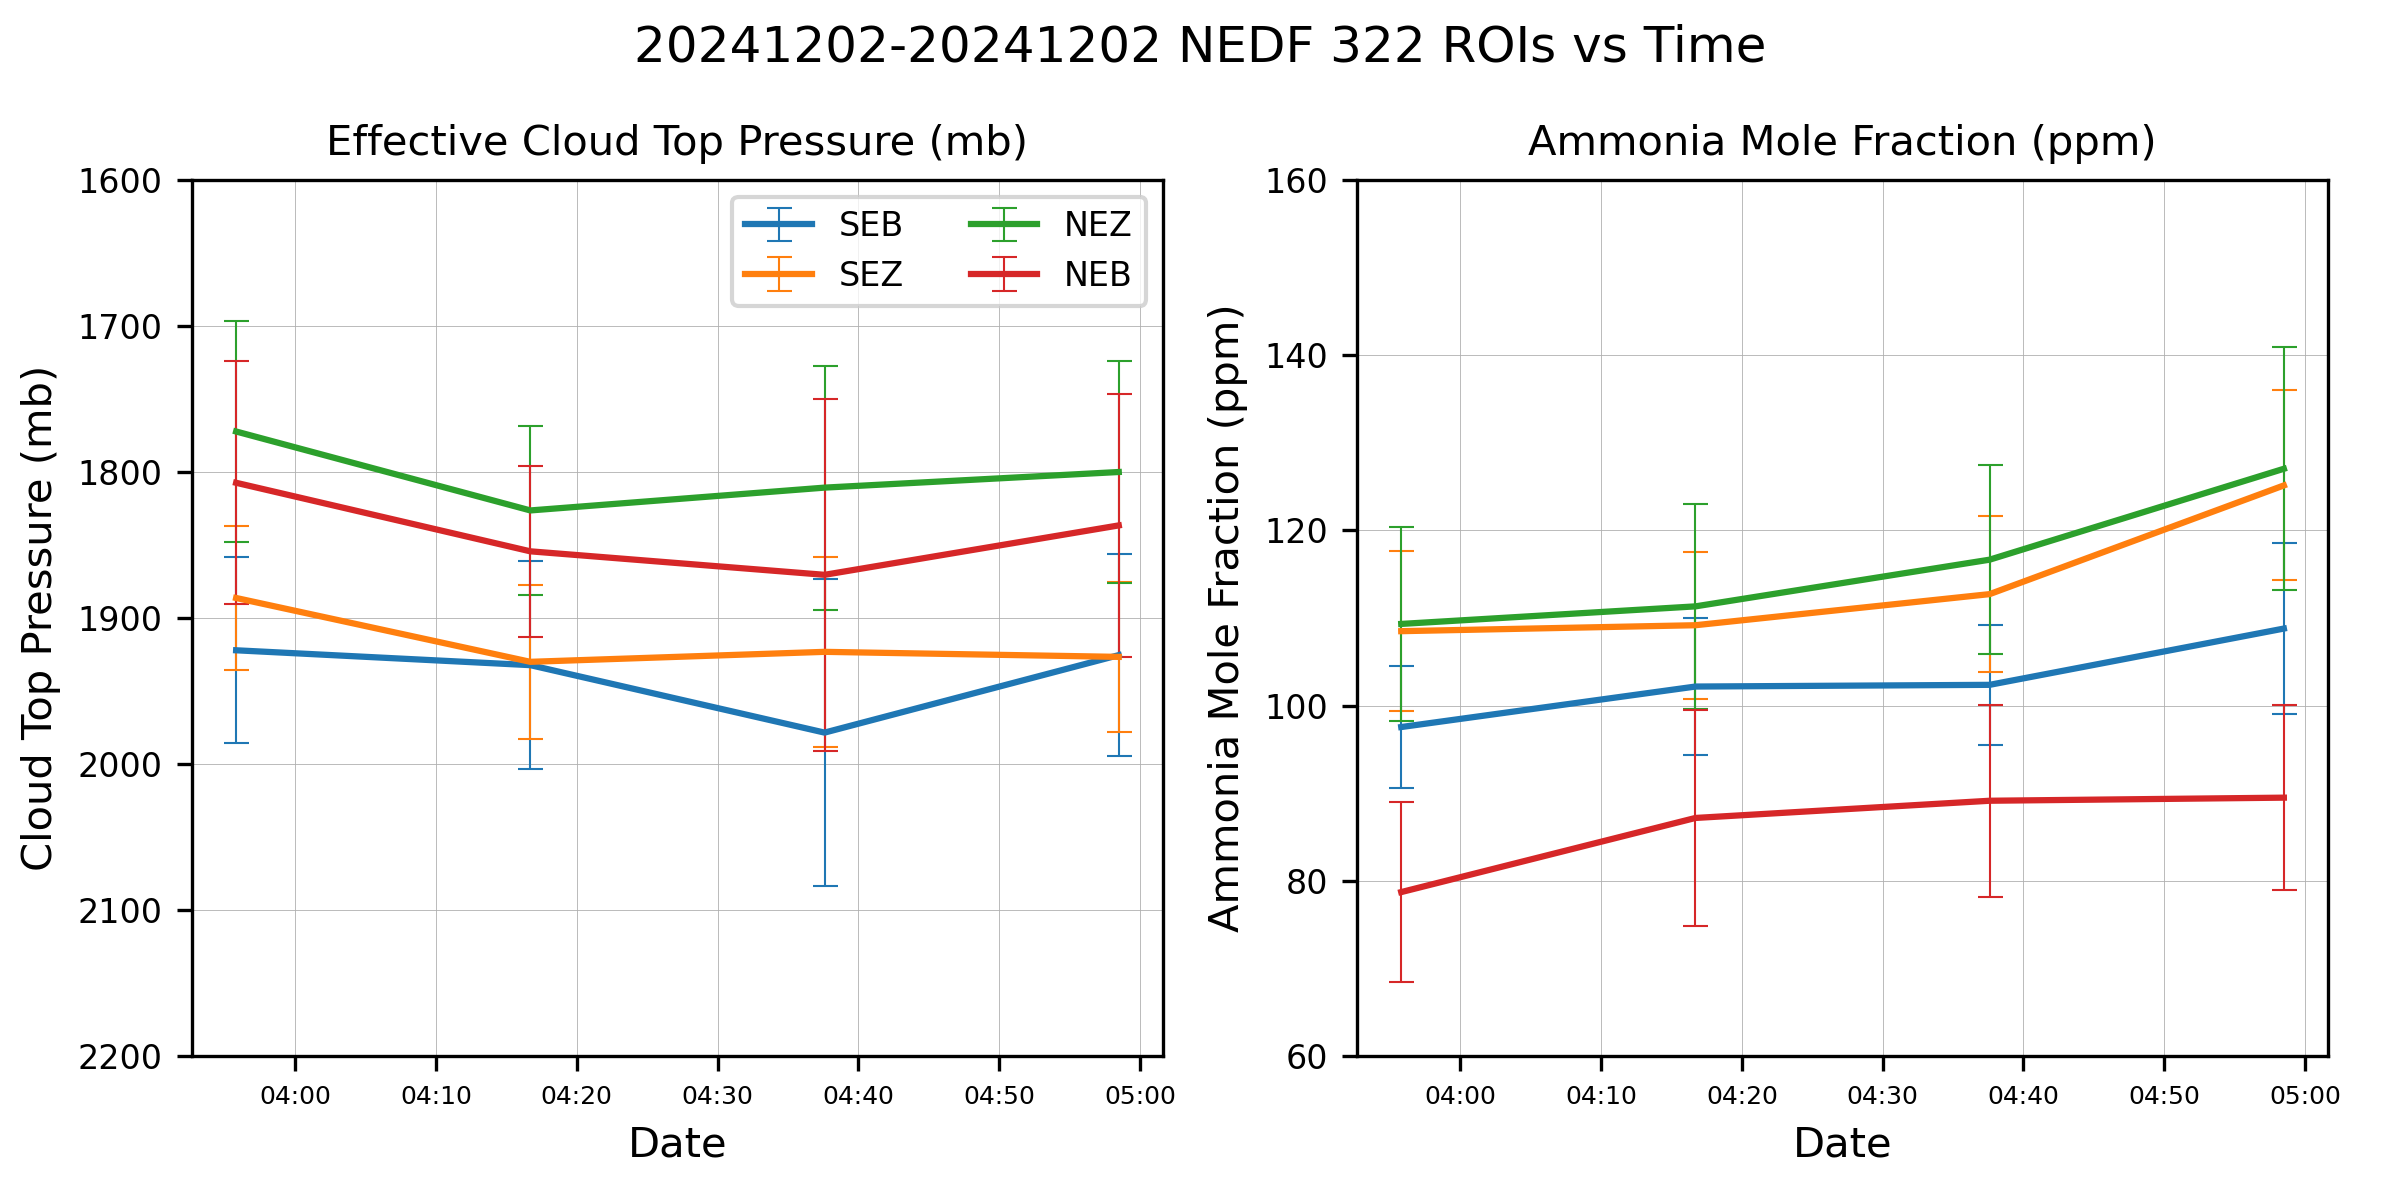 20241202-20241202 NEDF 322 ROIs vs Time
Effective Cloud Top Pressure (mb)
Cloud Top Pressure (mb)
1600
1700
1800
1900
2000
2100
2200
SEB
SEZ
NEZ
NEB
04:00 04:10 04:20 04:30 04:40 04:50 05:00
Date
Ammonia Mole Fraction (ppm)
Ammonia Mole Fraction (ppm)
160
140
120
100
80
60
04:00 04:10 04:20 04:30 04:40 04:50 05:00
Date